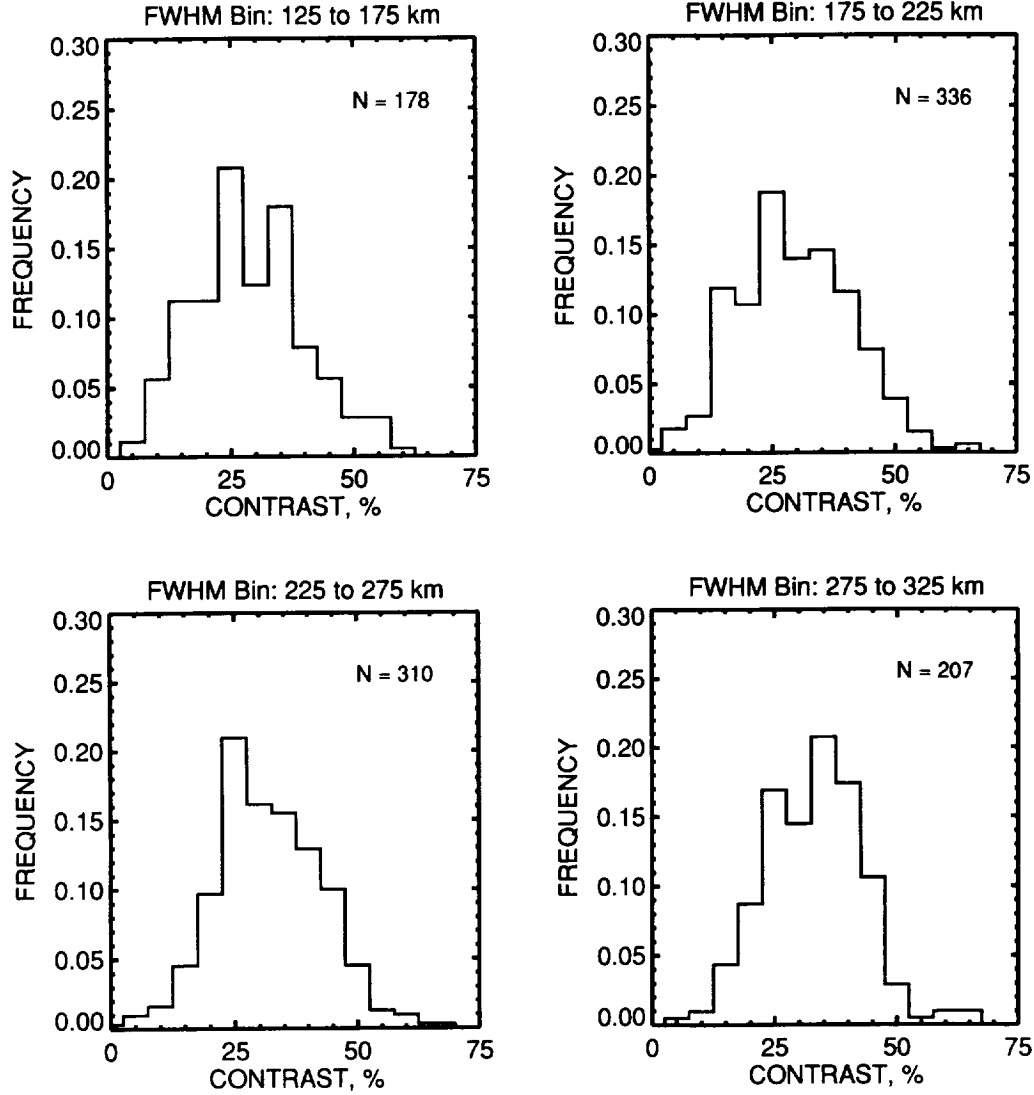 FWHM Bin: 125 to 175 km
0.30
0.25
0.20
0.15
0.10
0.05
0.00
FREQUENCY
N = 178
0 25 50 75
CONTRAST, %
FWHM Bin: 175 to 225 km
0.30
0.25
0.20
0.15
0.10
0.05
0.00
FREQUENCY
N = 336
0 25 50 75
CONTRAST, %
FWHM Bin: 225 to 275 km
0.30
0.25
0.20
0.15
0.10
0.05
0.00
FREQUENCY
N = 310
0 25 50 75
CONTRAST, %
FWHM Bin: 275 to 325 km
0.30
0.25
0.20
0.15
0.10
0.05
0.00
FREQUENCY
N = 207
0 25 50 75
CONTRAST, %